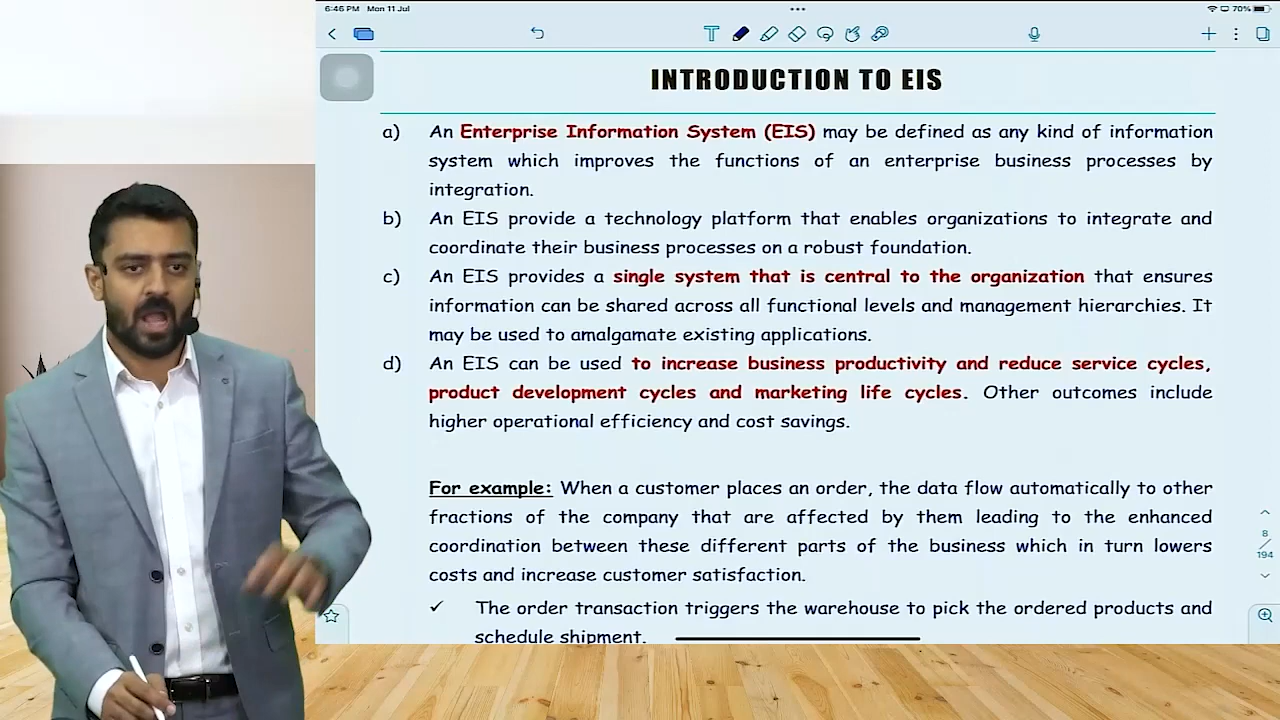 6:46 PM Mon 11 Jul
70%
INTRODUCTION TO EIS
a) An Enterprise Information System (EIS) may be defined as any kind of information
system which improves the functions of an enterprise business processes by
integration.
b) An EIS provide a technology platform that enables organizations to integrate and
coordinate their business processes on a robust foundation.
c) An EIS provides a single system that is central to the organization that ensures
information can be shared across all functional levels and management hierarchies. It
may be used to amalgamate existing applications.
d) An EIS can be used to increase business productivity and reduce service cycles,
product development cycles and marketing life cycles. Other outcomes include
higher operational efficiency and cost savings.
For example: When a customer places an order, the data flow automatically to other
fractions of the company that are affected by them leading to the enhanced
coordination between these different parts of the business which in turn lowers
costs and increase customer satisfaction.
✓ The order transaction triggers the warehouse to pick the ordered products and
schedule shipment.
8
194